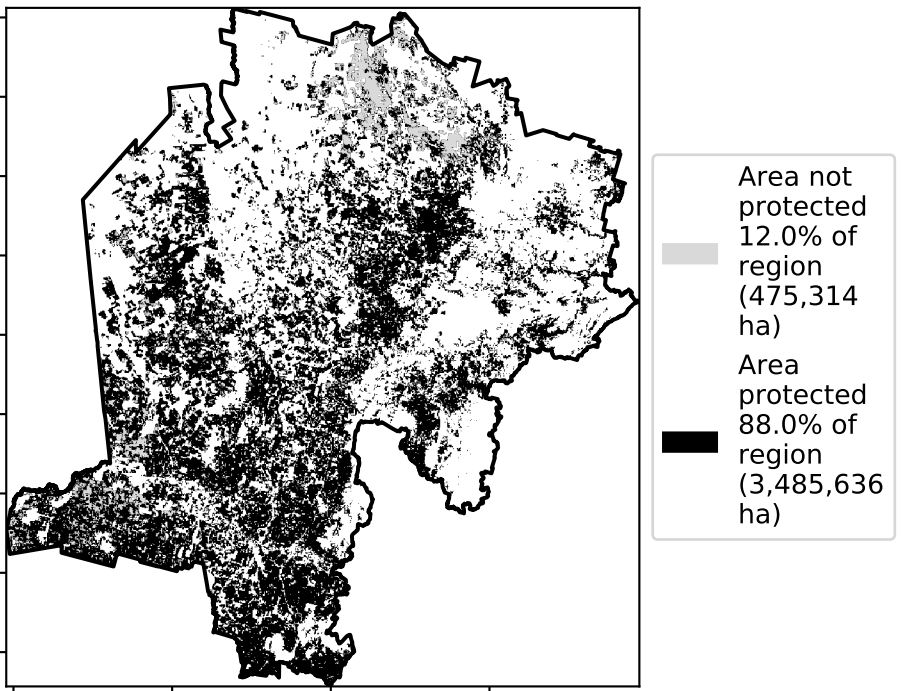 Area not
protected
12.0% of
region
(475,314
ha)
Area
protected
88.0% of
region
(3,485,636
ha)